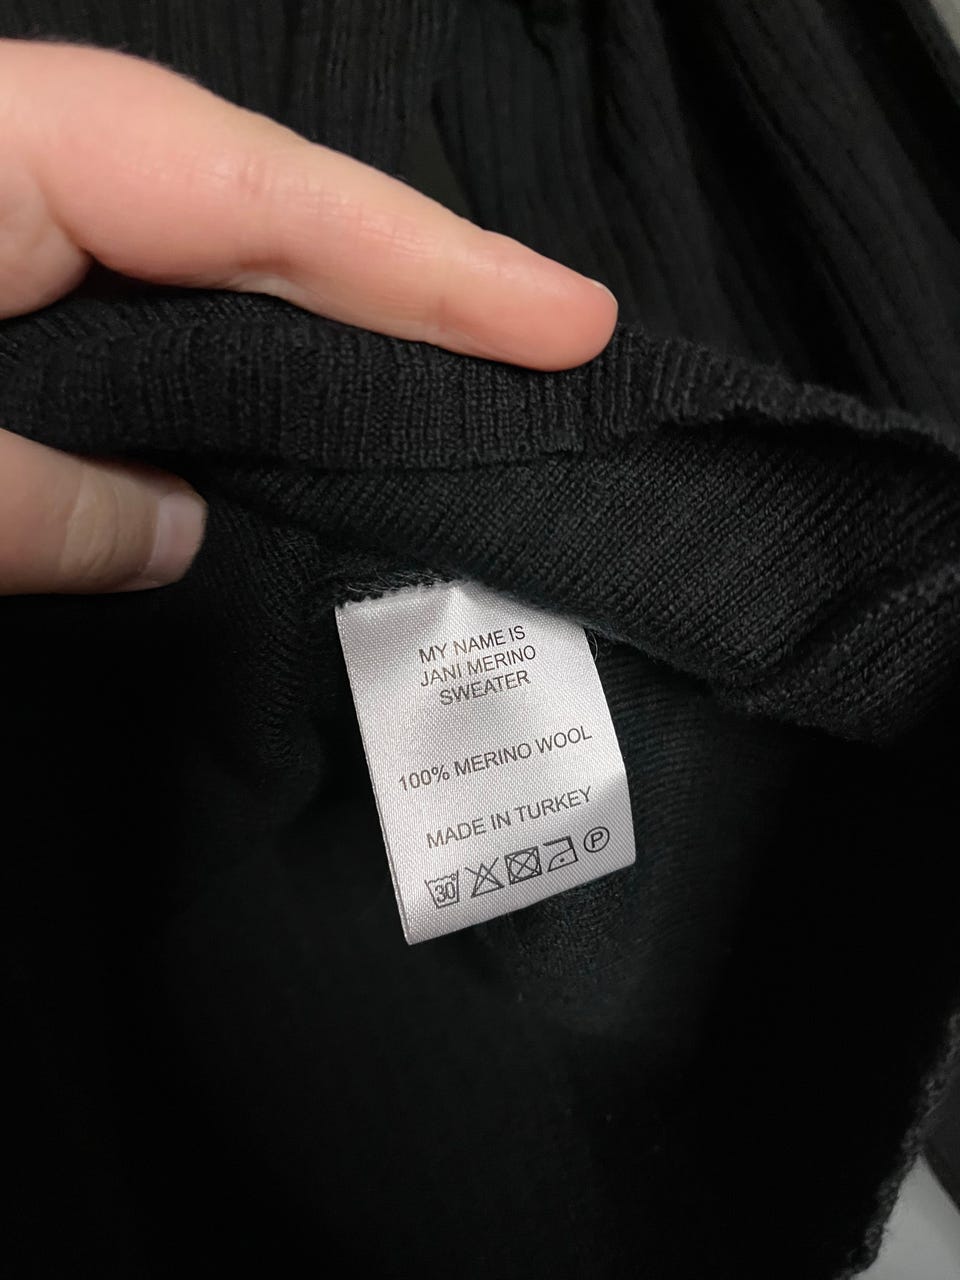 MY NAME IS
JANI MERINO
SWEATER
100% MERINO WOOL
MADE IN TURKEY
30° P